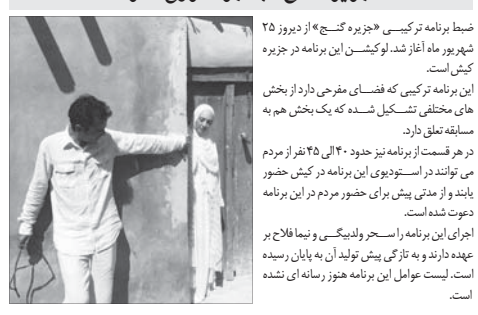 ضبط برنامه ترکیبی «جزیره گنج» از دیروز ۲۵
شهریور ماه آغاز شد. لوکیشن این برنامه در جزیره
کیش است.
این برنامه ترکیبی که فضای مفرحی دارد از بخش
های مختلفی تشکیل شده که یک بخش هم به
مسابقه تعلق دارد.
در هر قسمت از برنامه نیز حدود ۴۰ الی ۴۵ نفر از مردم
می توانند در استودیوی این برنامه در کیش حضور
یابند و از مدتی پیش برای حضور مردم در این برنامه
دعوت شده است.
اجرای این برنامه را سحر ولدبیگی و نیما فلاح بر
عهده دارند و به تازگی پیش تولید آن به پایان رسیده
است. لیست عوامل این برنامه هنوز رسانه ای نشده
است.